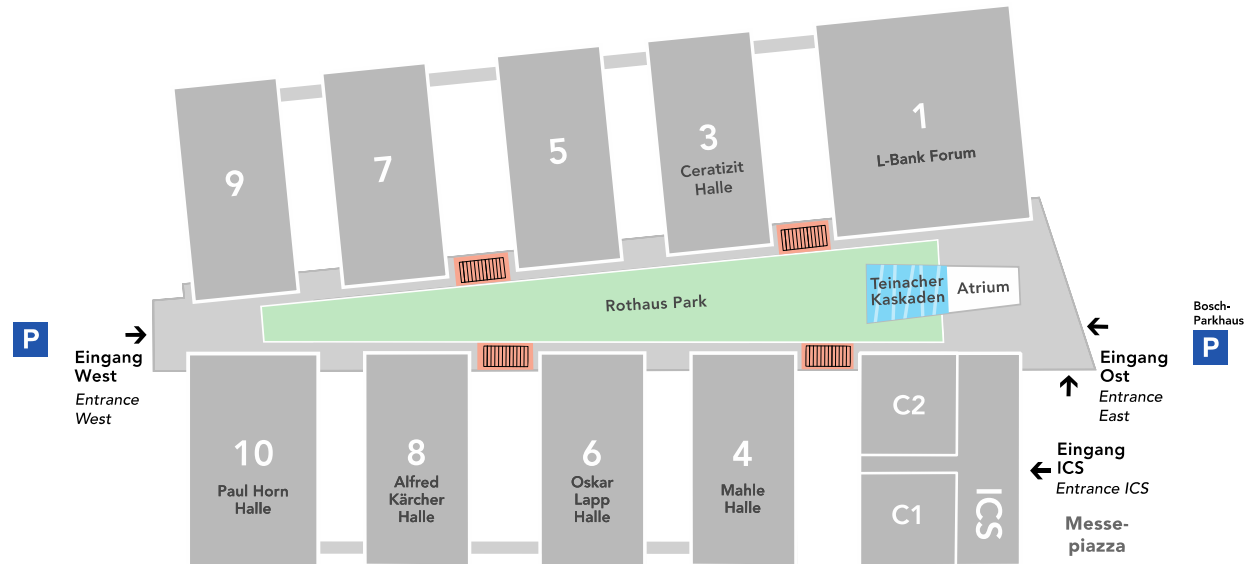 1
L-Bank Forum
3
Ceratizit
Halle
5
7
9
Rothaus Park
Teinacher
Kaskaden
Atrium
P
Eingang
West
Entrance
West
Bosch-
Parkhaus
P
Eingang
Ost
Entrance
East
10
Paul Horn
Halle
8
Alfred
Kärcher
Halle
6
Oskar
Lapp
Halle
4
Mahle
Halle
C2
C1
ICS
Eingang
ICS
Entrance ICS
Messe-
piazza